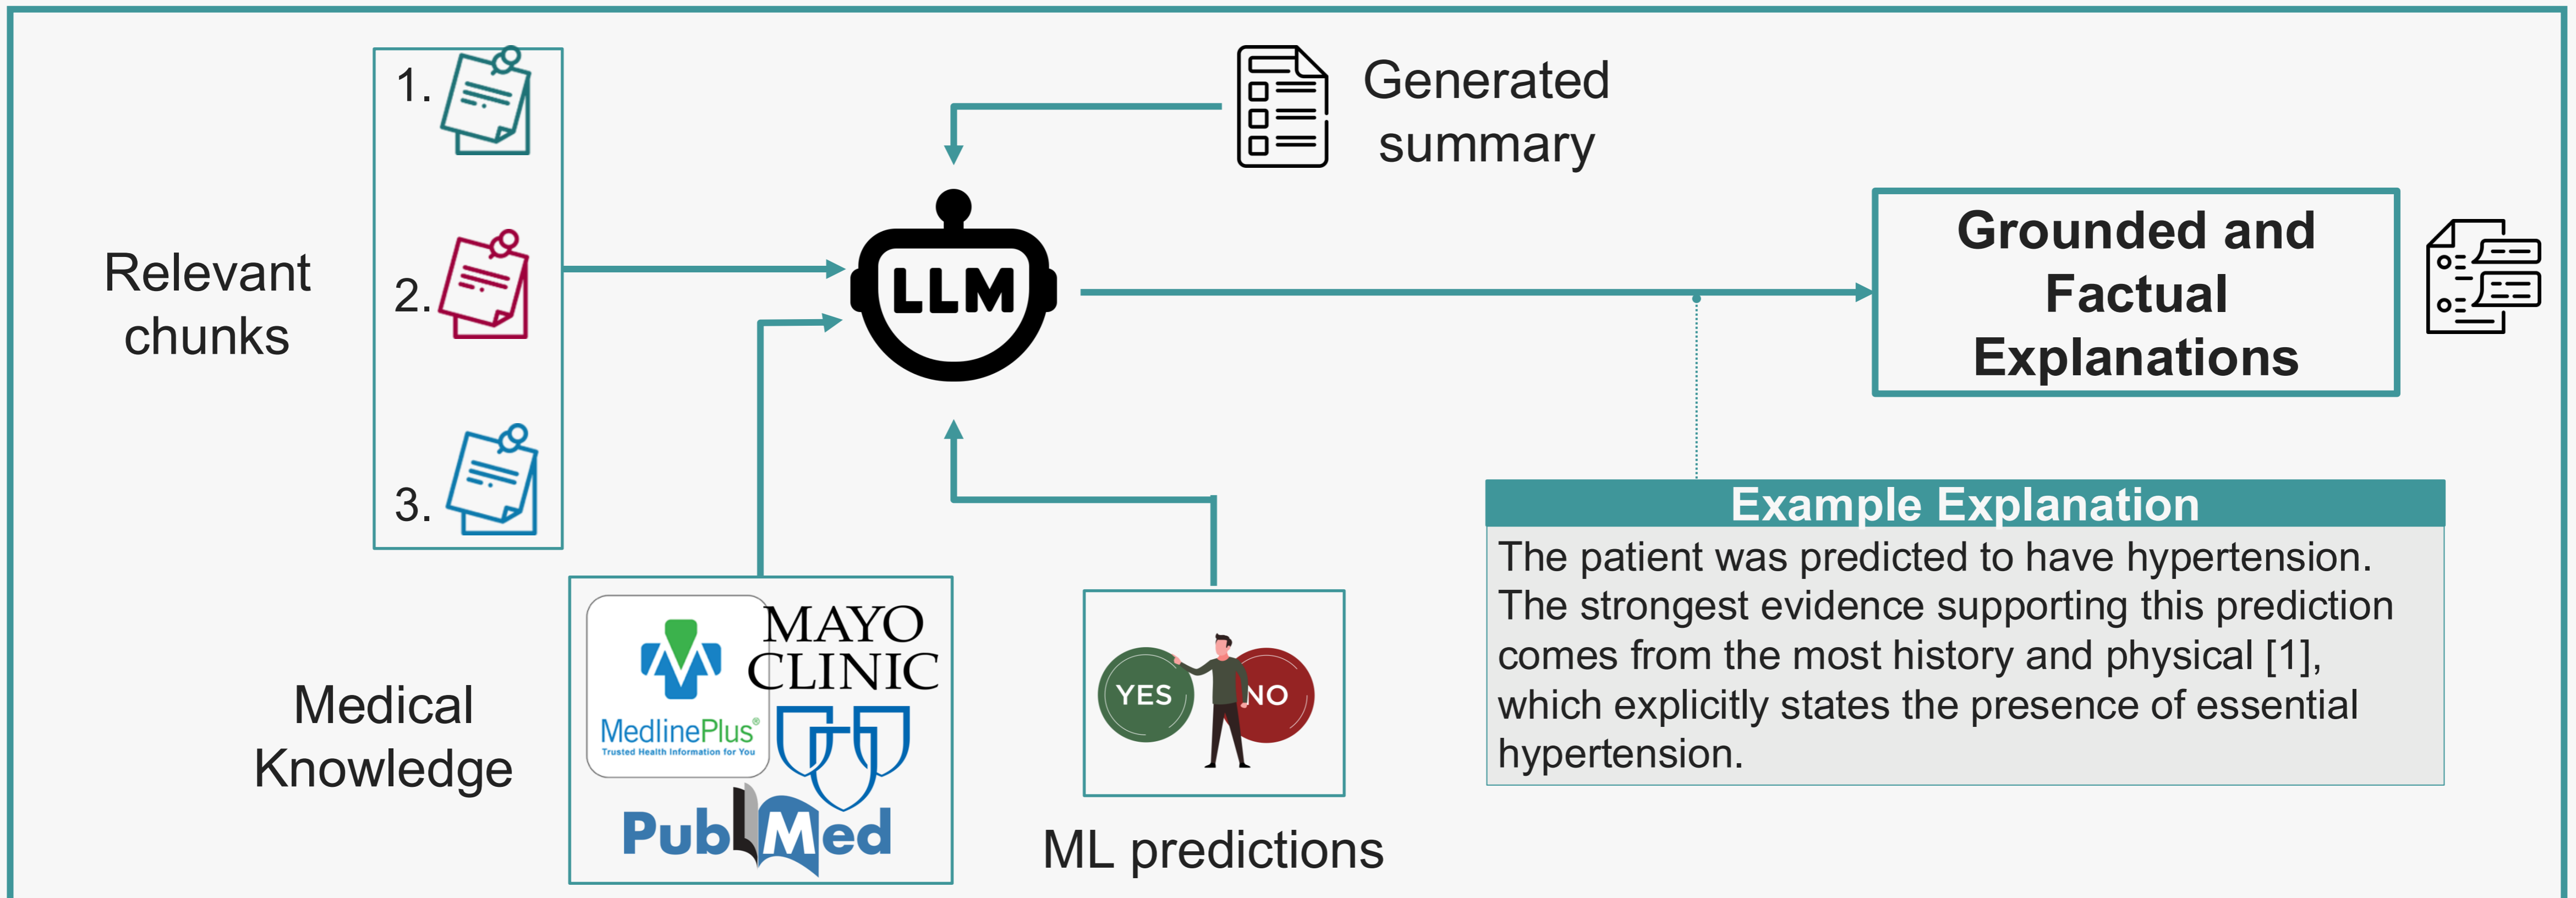 1.
2.
3.
Relevant
chunks
Generated
summary
LLM
Grounded and
Factual
Explanations
Example Explanation
The patient was predicted to have hypertension.
The strongest evidence supporting this prediction
comes from the most history and physical [1],
which explicitly states the presence of essential
hypertension.
Medical
Knowledge
MedlinePlus®
Trusted Health Information for You
MAYO
CLINIC
PubMed
YES
NO
ML predictions